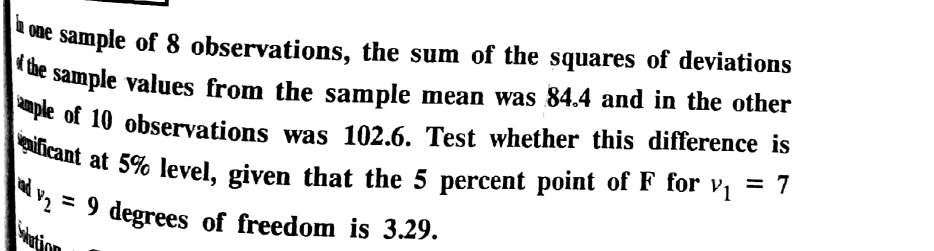 in one sample of 8 observations, the sum of the squares of deviations
of the sample values from the sample mean was 84.4 and in the other
sample of 10 observations was 102.6. Test whether this difference is
significant at 5% level, given that the 5 percent point of F for ν₁ = 7
and ν₂ = 9 degrees of freedom is 3.29.
Solution